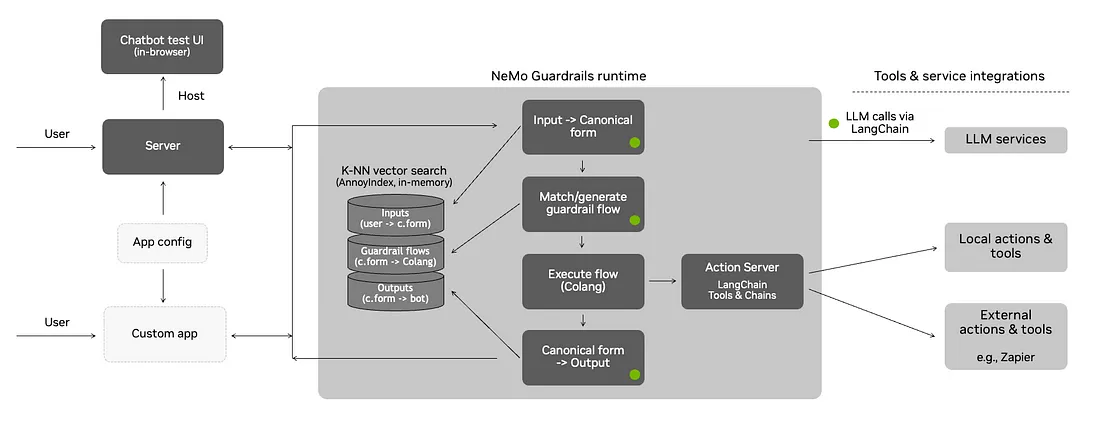 Chatbot test UI
(in-browser)
Host
User
Server
App config
User
Custom app
NeMo Guardrails runtime
Input -> Canonical
form
K-NN vector search
(AnnoyIndex, in-memory)
Inputs
(user -> c.form)
Guardrail flows
(c.form -> Colang)
Outputs
(c.form -> bot)
Match/generate
guardrail flow
Execute flow
(Colang)
Canonical form
-> Output
Action Server
LangChain
Tools & Chains
Tools & service integrations
LLM calls via
LangChain
LLM services
Local actions &
tools
External
actions & tools
e.g., Zapier